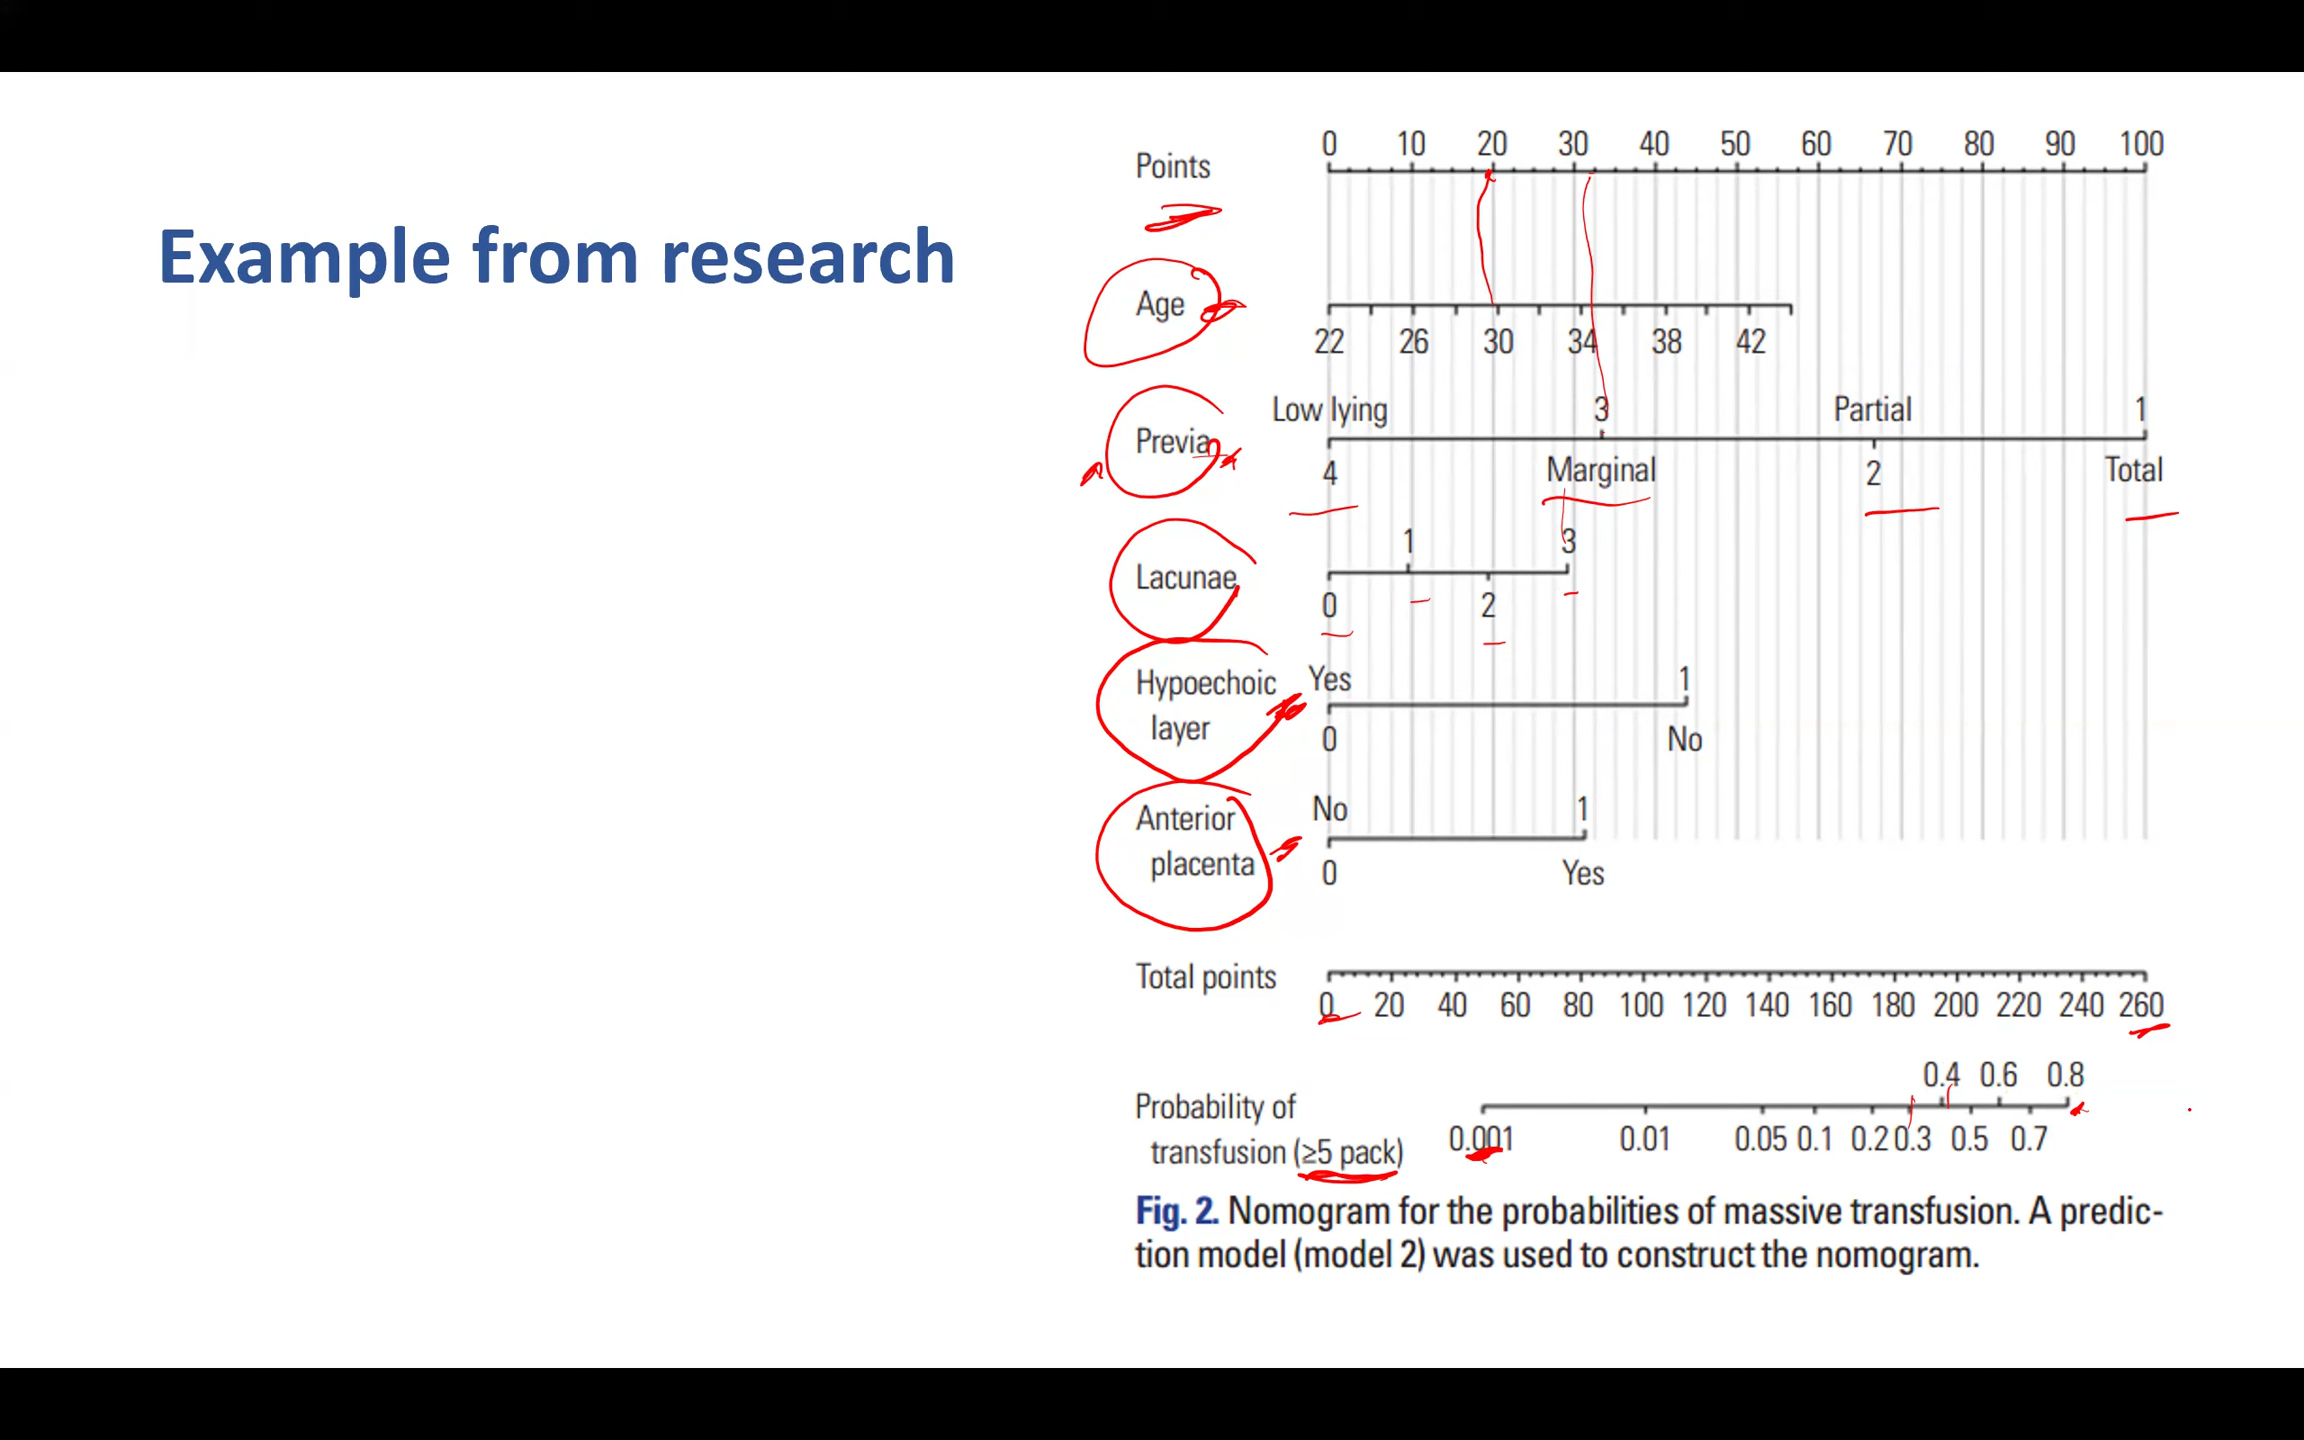 Example from research
Points
0 10 20 30 40 50 60 70 80 90 100
Age
22 26 30 34 38 42
Low lying 3 Partial 1
Previa
4 Marginal 2 Total
1 3
Lacunae
0 2
Hypoechoic
layer
Yes 1
0 No
Anterior
placenta
No 1
0 Yes
Total points
0 20 40 60 80 100 120 140 160 180 200 220 240 260
0.4 0.6 0.8
Probability of
transfusion (≥5 pack)
0.001 0.01 0.05 0.1 0.2 0.3 0.5 0.7
Fig. 2. Nomogram for the probabilities of massive transfusion. A predic-
tion model (model 2) was used to construct the nomogram.